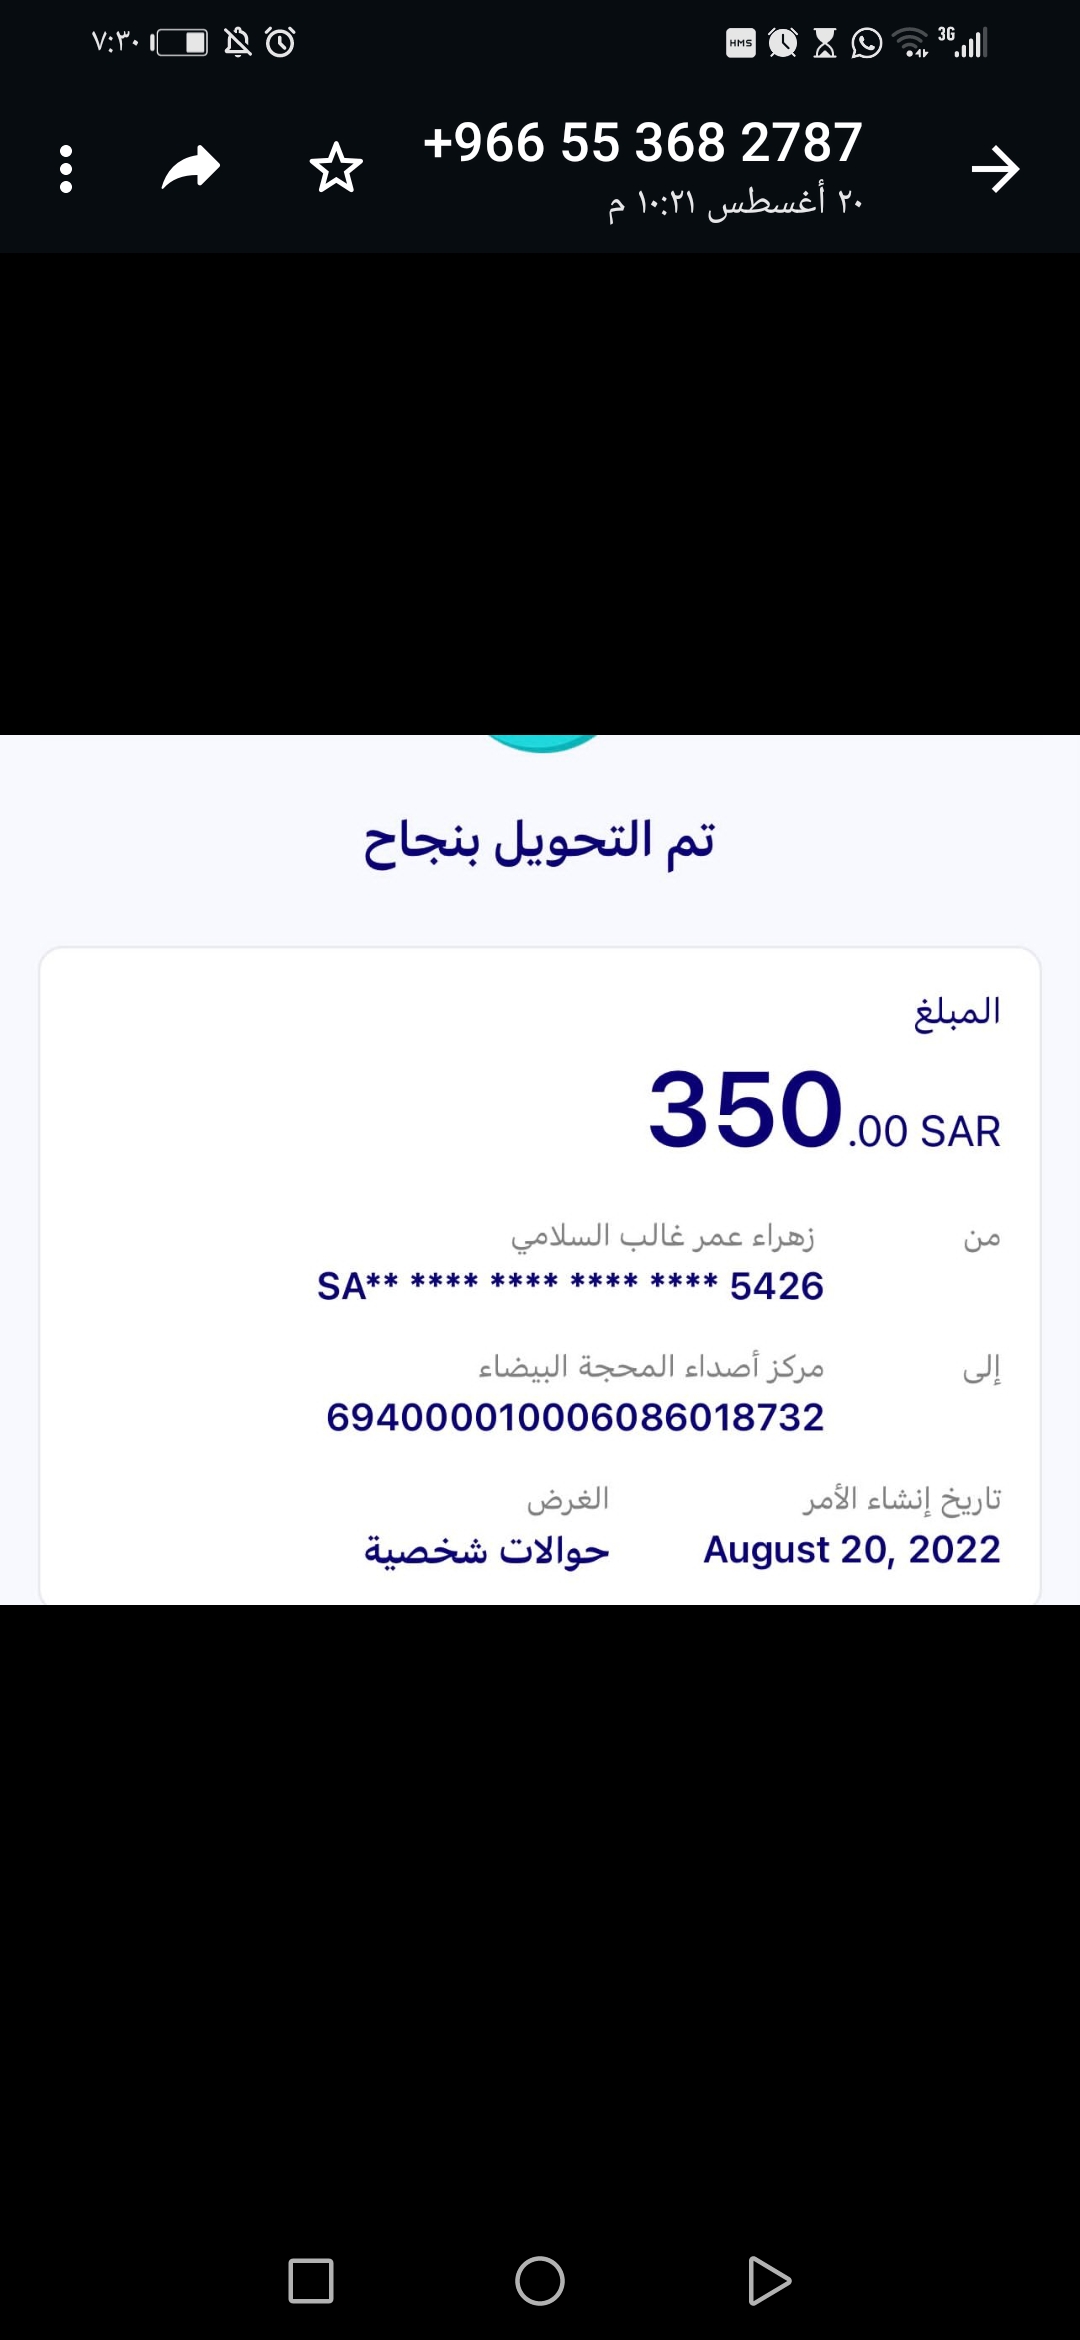 ٧:٣٠
HMS
3G
+966 55 368 2787
٢٠ أغسطس ١٠:٢١ م
تم التحويل بنجاح
المبلغ
350.00 SAR
من
زهراء عمر غالب السلامي
SA** **** **** **** **** 5426
إلى
مركز أصداء المحجة البيضاء
694000010006086018732
تاريخ إنشاء الأمر
الغرض
August 20, 2022
حوالات شخصية